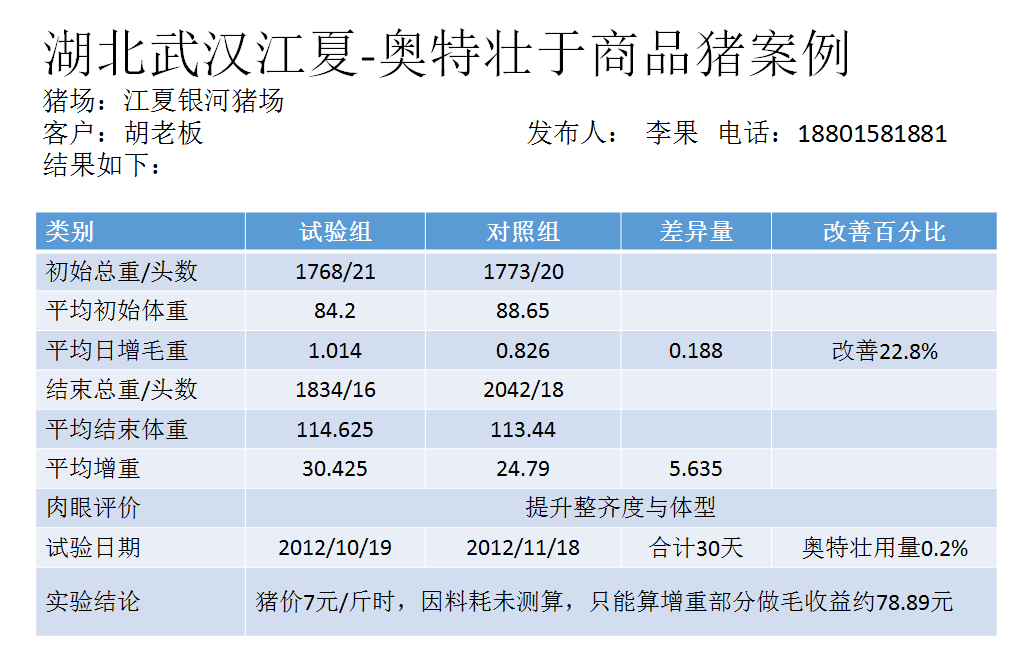 湖北武汉江夏-奥特壮于商品猪案例
猪场：江夏银河猪场
客户：胡老板 发布人： 李果 电话：18801581881
结果如下：
类别 试验组 对照组 差异量 改善百分比
初始总重/头数 1768/21 1773/20
平均初始体重 84.2 88.65
平均日增毛重 1.014 0.826 0.188 改善22.8%
结束总重/头数 1834/16 2042/18
平均结束体重 114.625 113.44
平均增重 30.425 24.79 5.635
肉眼评价 提升整齐度与体型
试验日期 2012/10/19 2012/11/18 合计30天 奥特壮用量0.2%
实验结论 猪价7元/斤时，因料耗未测算，只能算增重部分做毛收益约78.89元